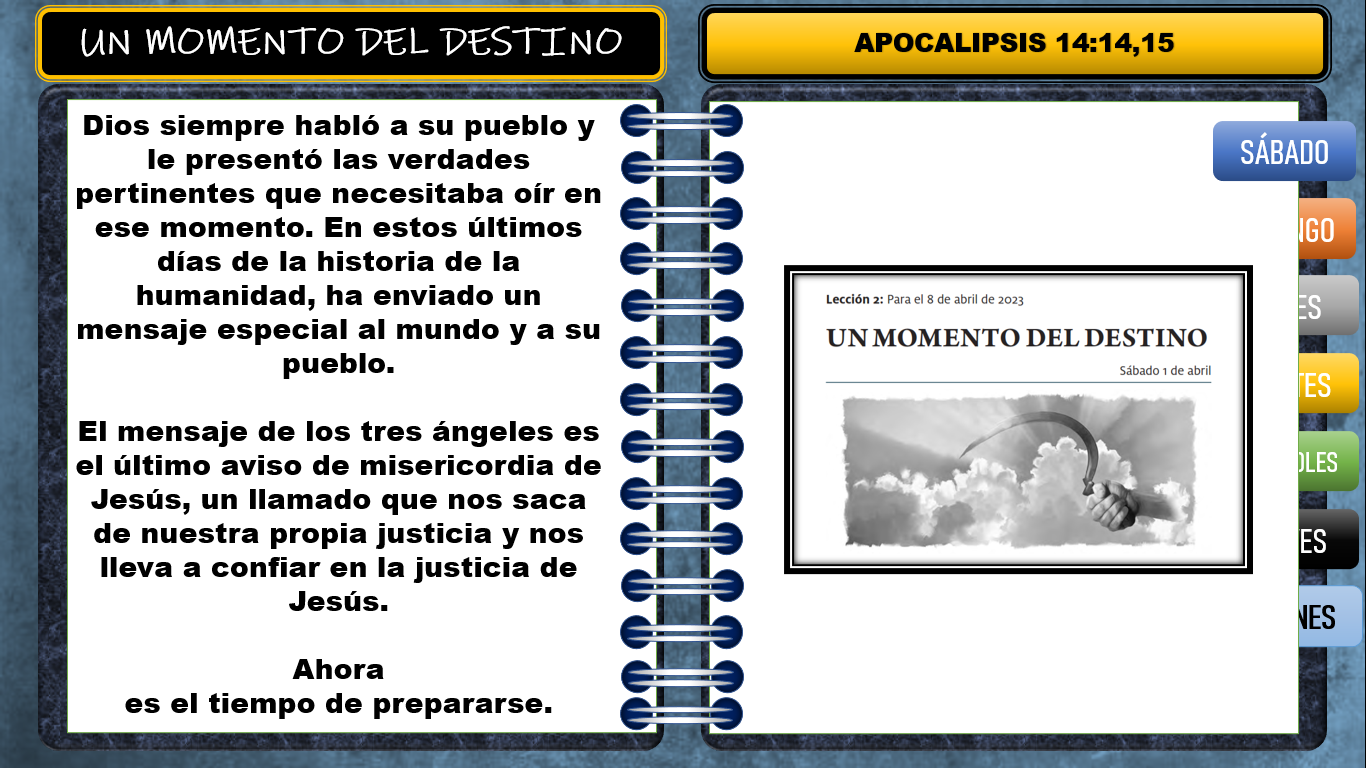 UN MOMENTO DEL DESTINO
APOCALIPSIS 14:14,15
Dios siempre habló a su pueblo y
le presentó las verdades
pertinentes que necesitaba oír en
ese momento. En estos últimos
días de la historia de la
humanidad, ha enviado un
mensaje especial al mundo y a su
pueblo.
El mensaje de los tres ángeles es
el último aviso de misericordia de
Jesús, un llamado que nos saca
de nuestra propia justicia y nos
lleva a confiar en la justicia de
Jesús.
Ahora
es el tiempo de prepararse.
Lección 2: Para el 8 de abril de 2023
UN MOMENTO DEL DESTINO
Sábado 1 de abril
SÁBADO
NGO
ES
TES
OLES
ES
NES